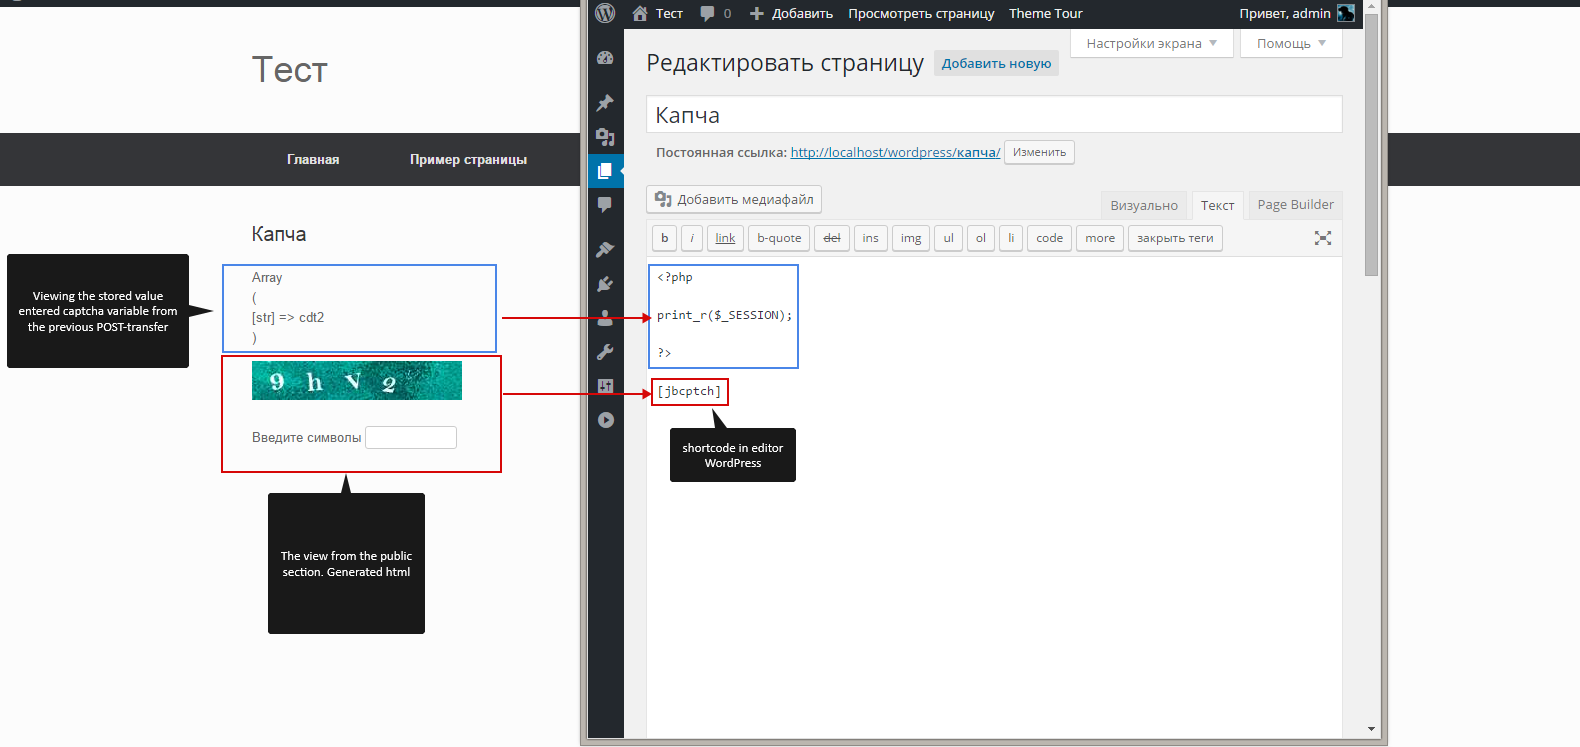 Тест
Главная
Пример страницы
Капча
Array
(
[str] => cdt2
)
Viewing the stored value
entered captcha variable from
the previous POST-transfer
9 h v 2
Введите символы
The view from the public
section. Generated html
Тест
0
Добавить
Просмотреть страницу
Theme Tour
Привет, admin
Настройки экрана
Помощь
Редактировать страницу
Добавить новую
Капча
Постоянная ссылка: http://localhost/wordpress/капча/
Изменить
Добавить медиафайл
Визуально
Текст
Page Builder
b
i
link
b-quote
del
ins
img
ul
ol
li
code
more
закрыть теги
<?php
print_r($_SESSION);
?>
[jbcptch]
shortcode in editor
WordPress